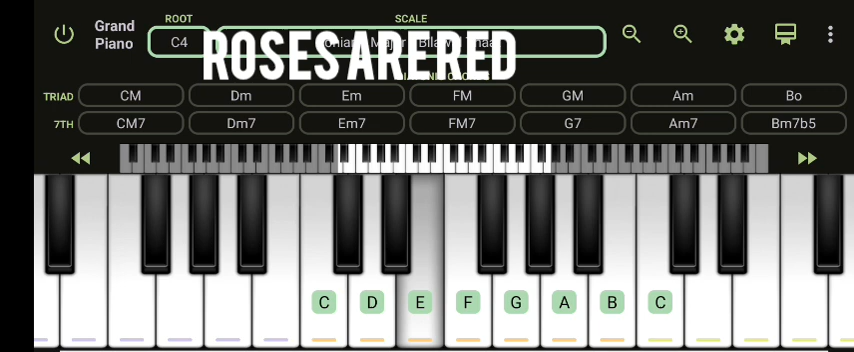 ROOT
SCALE
Grand
Piano
C4
ROSES ARE RED
TRIAD CM Dm Em FM GM Am Bo
7TH CM7 Dm7 Em7 FM7 G7 Am7 Bm7b5
C D E F G A B C